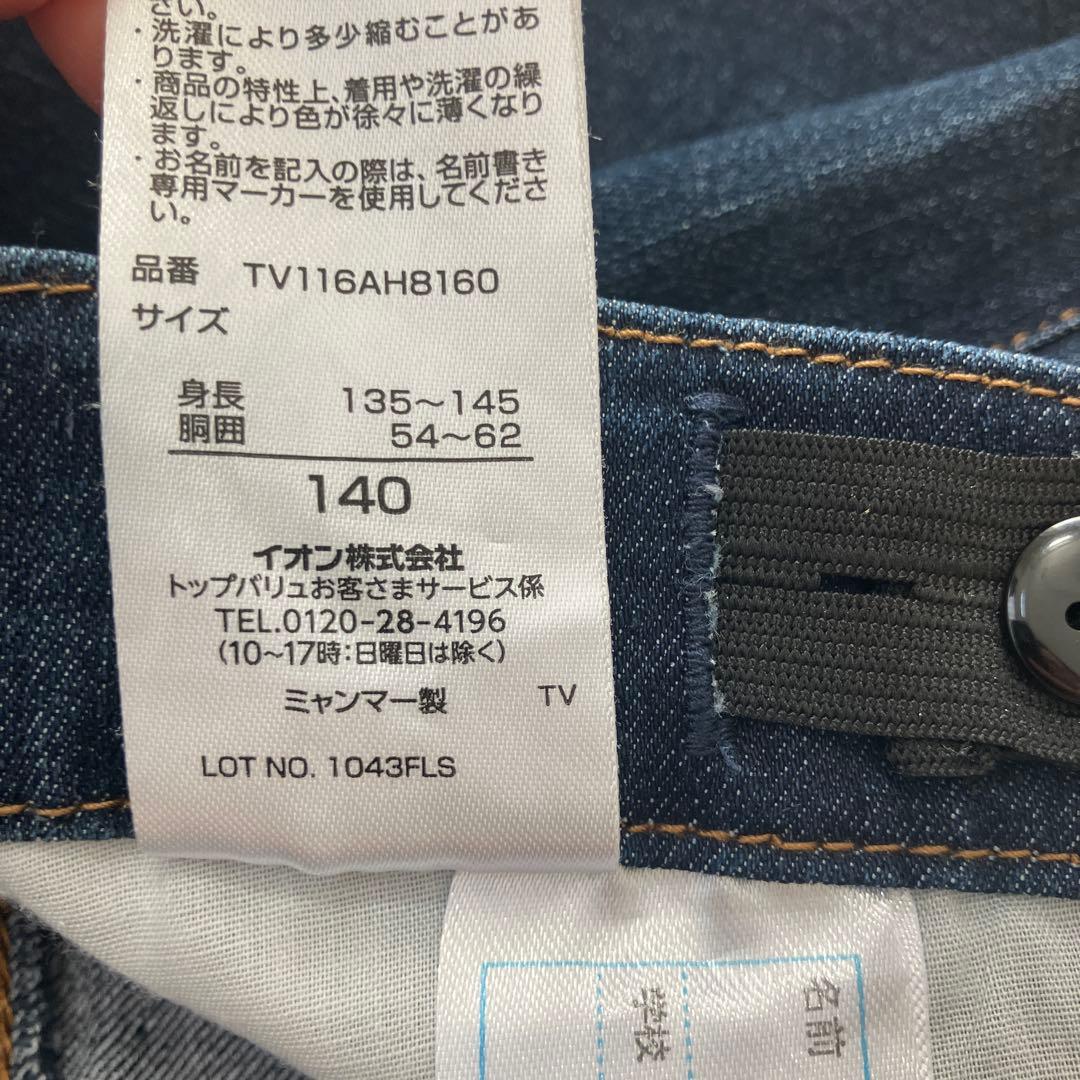 さい。
・洗濯により多少縮むことがあ
ります。
・商品の特性上、着用や洗濯の繰
返しにより色が徐々に薄くなり
ます。
・お名前を記入の際は、名前書き
専用マーカーを使用してくださ
い。
品番 TV116AH8160
サイズ
身長 135～145
胴囲 54～62
140
イオン株式会社
トップバリュお客さまサービス係
TEL.0120-28-4196
(10～17時:日曜日は除く)
ミャンマー製 TV
LOT NO. 1043FLS
名前
学校